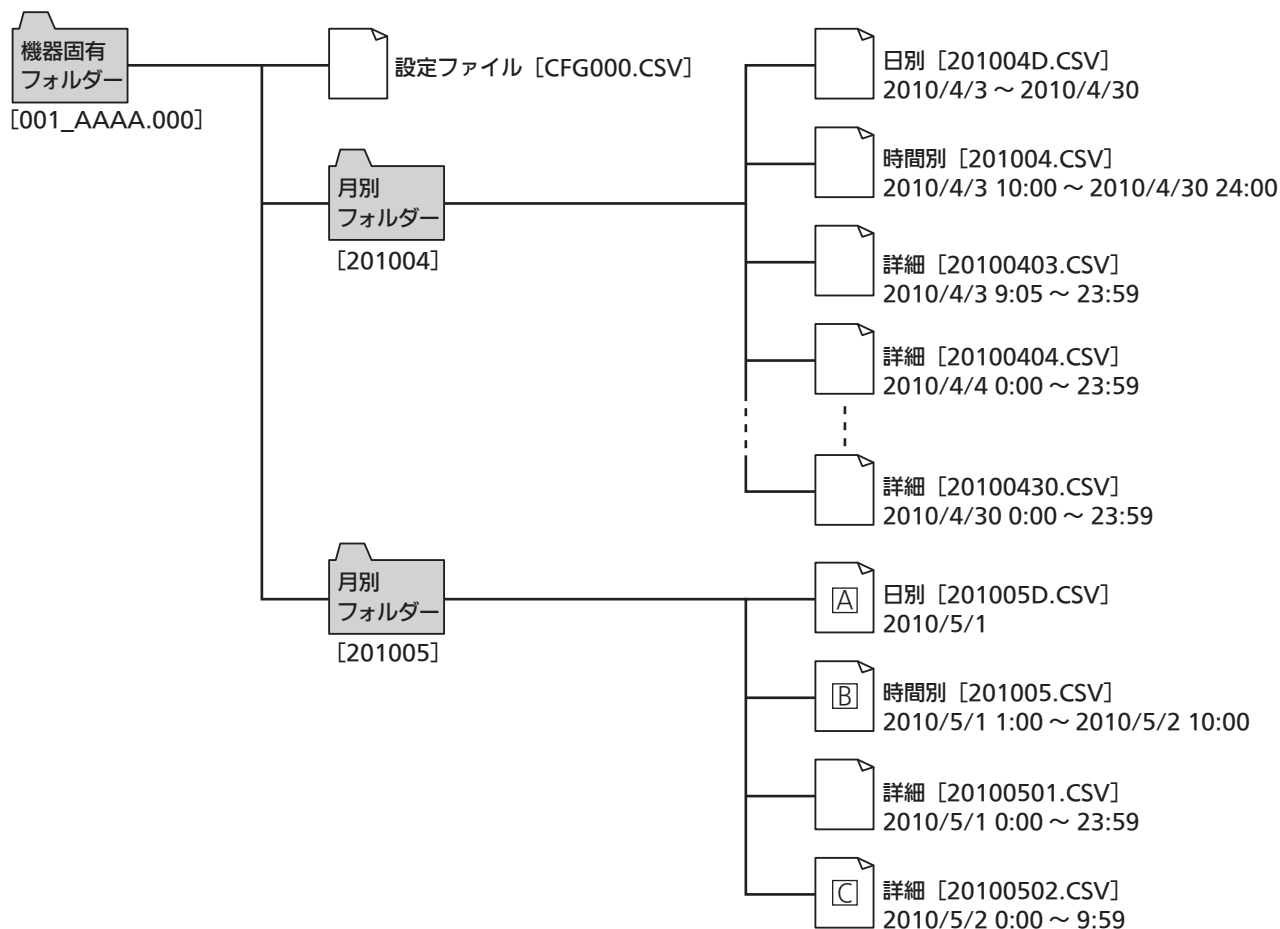 機器固有
フォルダー
[001_AAAA.000]
設定ファイル［CFG000.CSV］
月別
フォルダー
［201004］
日別［201004D.CSV］
2010/4/3 ～ 2010/4/30
時間別［201004.CSV］
2010/4/3 10:00 ～ 2010/4/30 24:00
詳細［20100403.CSV］
2010/4/3 9:05 ～ 23:59
詳細［20100404.CSV］
2010/4/4 0:00 ～ 23:59
詳細［20100430.CSV］
2010/4/30 0:00 ～ 23:59
月別
フォルダー
［201005］
A
日別［201005D.CSV］
2010/5/1
B
時間別［201005.CSV］
2010/5/1 1:00 ～ 2010/5/2 10:00
詳細［20100501.CSV］
2010/5/1 0:00 ～ 23:59
C
詳細［20100502.CSV］
2010/5/2 0:00 ～ 9:59